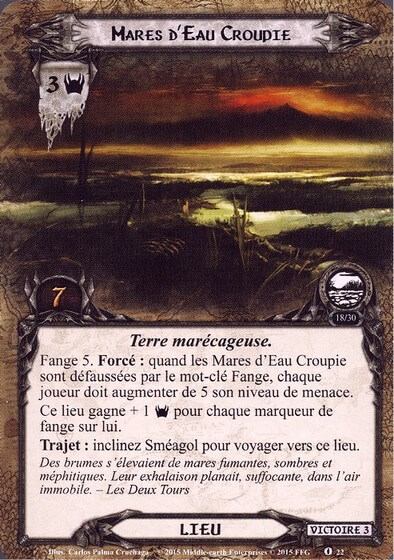 Mares d'Eau Croupie
3
7
18/30
Terre marécageuse.
Fange 5. Forcé : quand les Mares d'Eau Croupie
sont défaussées par le mot-clé Fange, chaque
joueur doit augmenter de 5 son niveau de menace.
Ce lieu gagne + 1 pour chaque marqueur de
fange sur lui.
Trajet : inclinez Sméagol pour voyager vers ce lieu.
Des brumes s'élevaient de mares fumantes, sombres et
méphitiques. Leur exhalaison planait, suffocante, dans l'air
immobile. – Les Deux Tours
LIEU
VICTOIRE 3
Illus. Carlos Palma Cruchaga © 2015 Middle-earth Enterprises © 2015 FFG 22